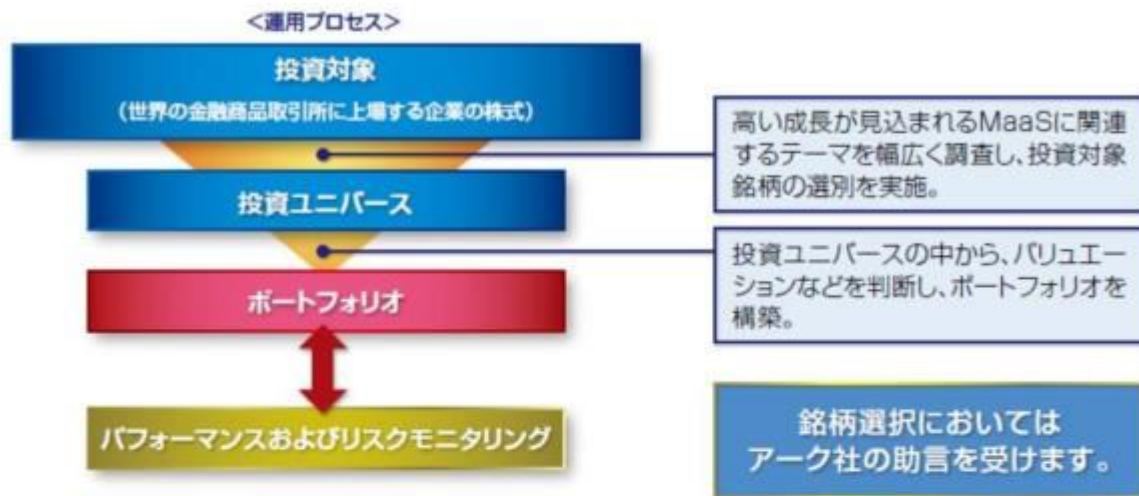 <運用プロセス>
投資対象
(世界の金融商品取引所に上場する企業の株式)
高い成長が見込まれるMaaSに関連
するテーマを幅広く調査し、投資対象
銘柄の選別を実施。
投資ユニバース
投資ユニバースの中から、バリュエー
ションなどを判断し、ポートフォリオを
構築。
ポートフォリオ
パフォーマンスおよびリスクモニタリング
銘柄選択においては
アーク社の助言を受けます。